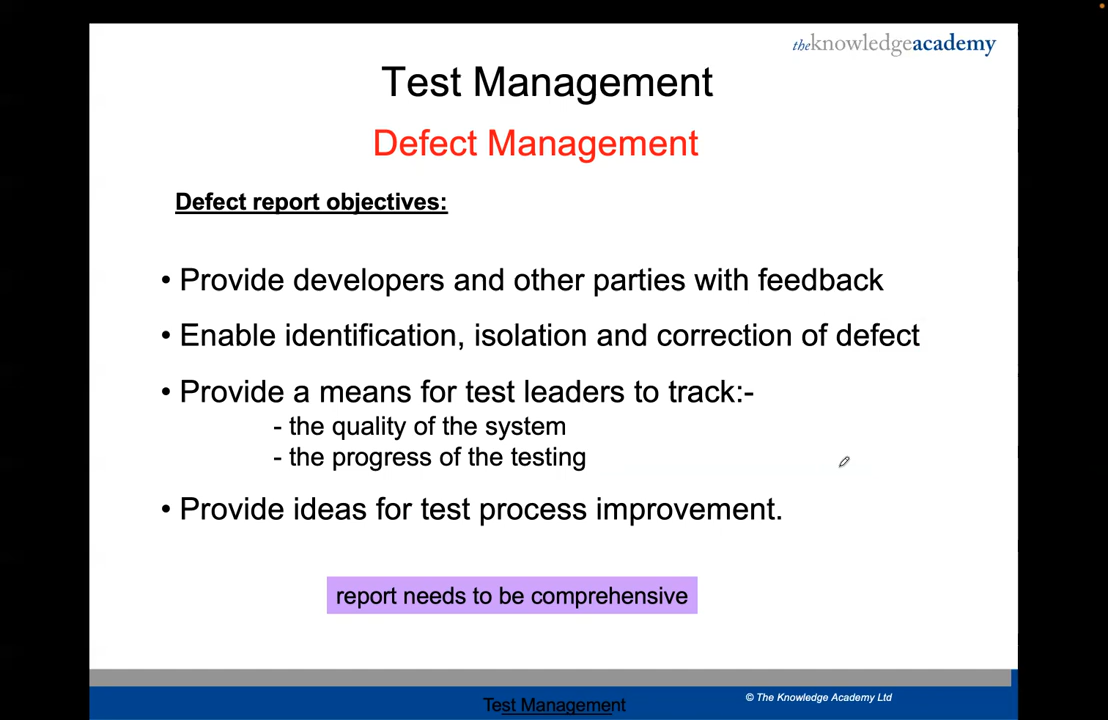 theknowledgeacademy
Test Management
Defect Management
Defect report objectives:
• Provide developers and other parties with feedback
• Enable identification, isolation and correction of defect
• Provide a means for test leaders to track:-
- the quality of the system
- the progress of the testing
• Provide ideas for test process improvement.
report needs to be comprehensive
Test Management
© The Knowledge Academy Ltd